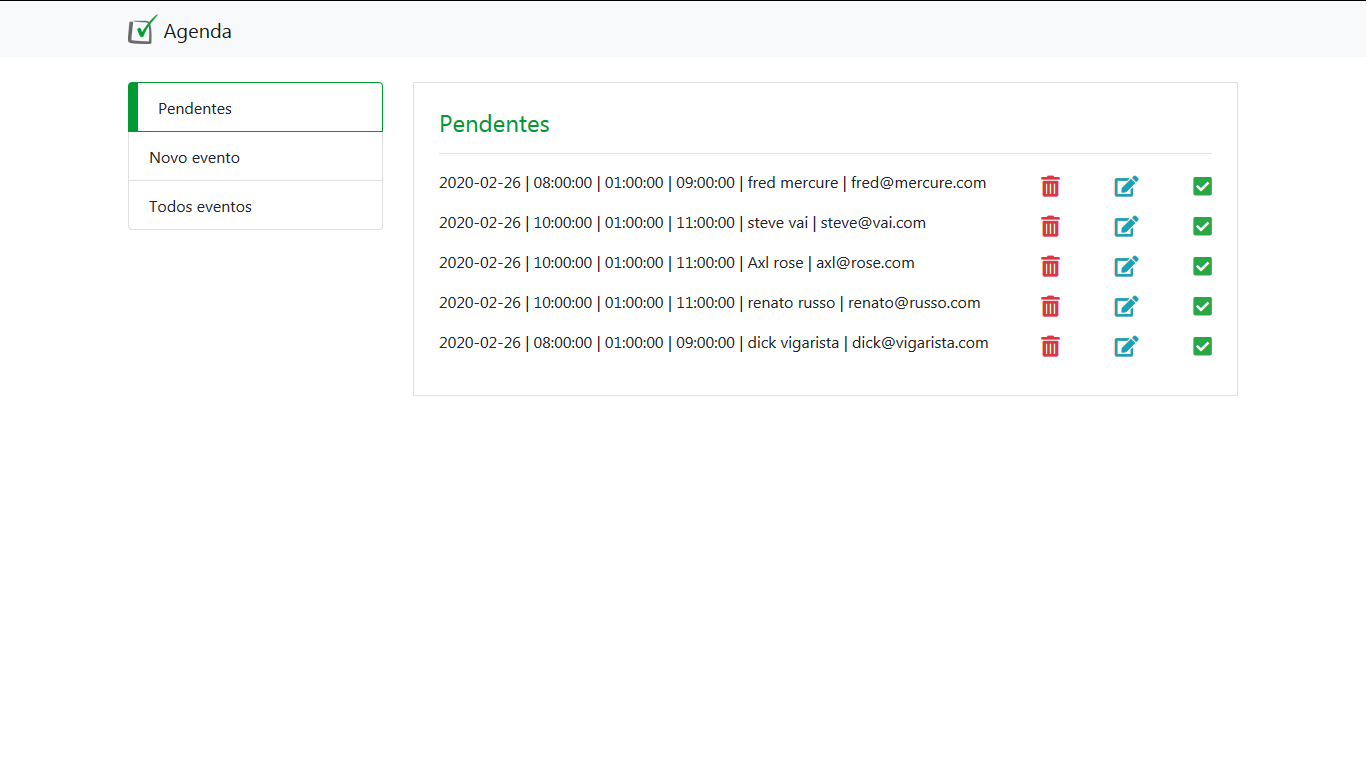 Agenda
Pendentes
Novo evento
Todos eventos
Pendentes
2020-02-26 | 08:00:00 | 01:00:00 | 09:00:00 | fred mercure | fred@mercure.com
2020-02-26 | 10:00:00 | 01:00:00 | 11:00:00 | steve vai | steve@vai.com
2020-02-26 | 10:00:00 | 01:00:00 | 11:00:00 | Axl rose | axl@rose.com
2020-02-26 | 10:00:00 | 01:00:00 | 11:00:00 | renato russo | renato@russo.com
2020-02-26 | 08:00:00 | 01:00:00 | 09:00:00 | dick vigarista | dick@vigarista.com